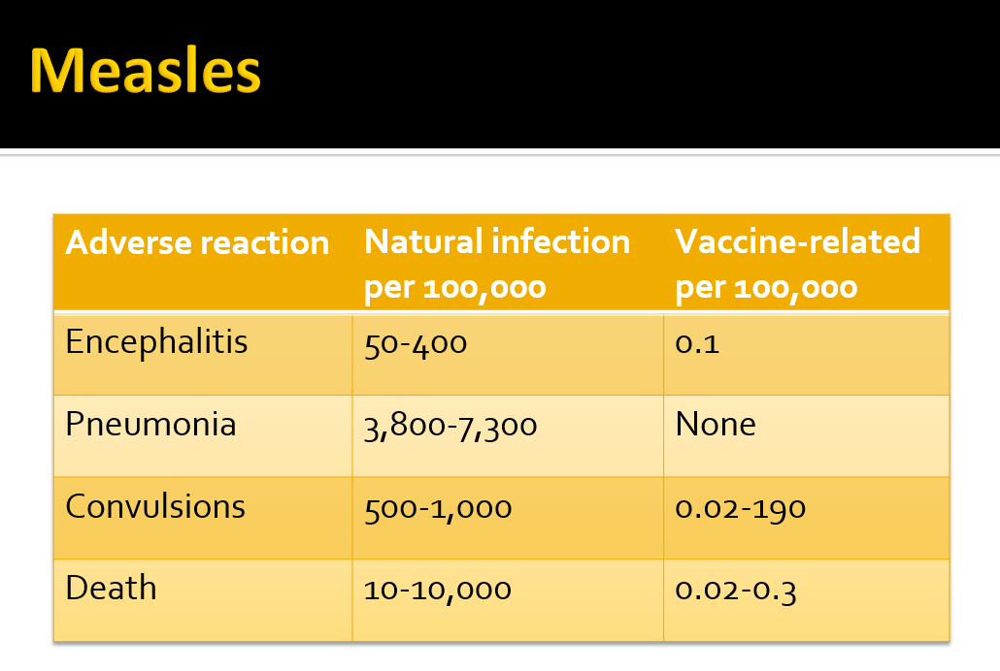 Measles
Adverse reaction Natural infection per 100,000 Vaccine-related per 100,000
Encephalitis 50-400 0.1
Pneumonia 3,800-7,300 None
Convulsions 500-1,000 0.02-190
Death 10-10,000 0.02-0.3